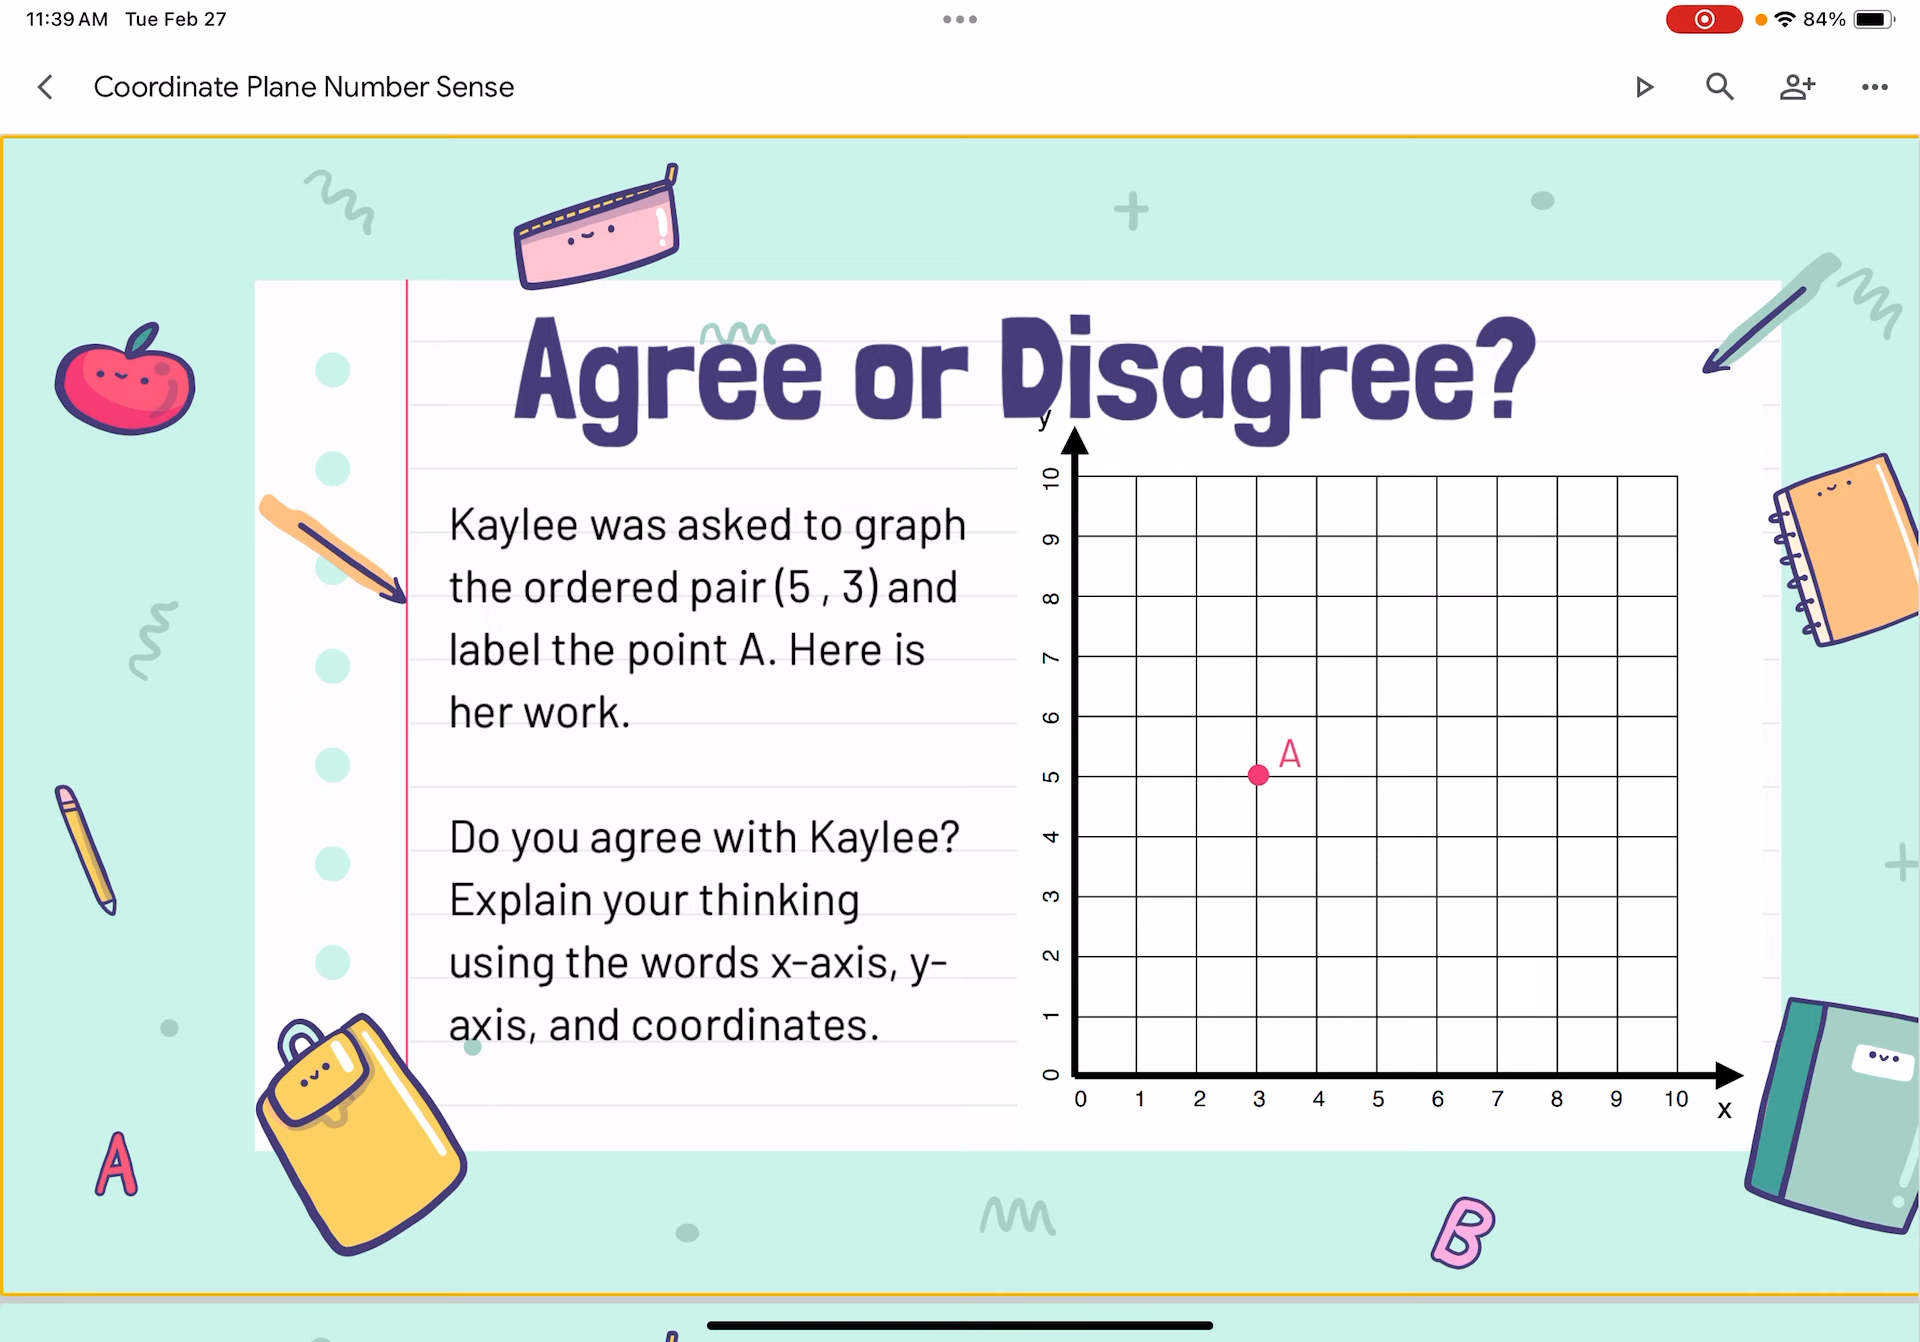 11:39 AM Tue Feb 27
84%
Coordinate Plane Number Sense
Agree or Disagree?
Kaylee was asked to graph
the ordered pair (5 , 3) and
label the point A. Here is
her work.
Do you agree with Kaylee?
Explain your thinking
using the words x-axis, y-
axis, and coordinates.
y
10
9
8
7
6
5
4
3
2
1
0
A
0 1 2 3 4 5 6 7 8 9 10
x
A
B